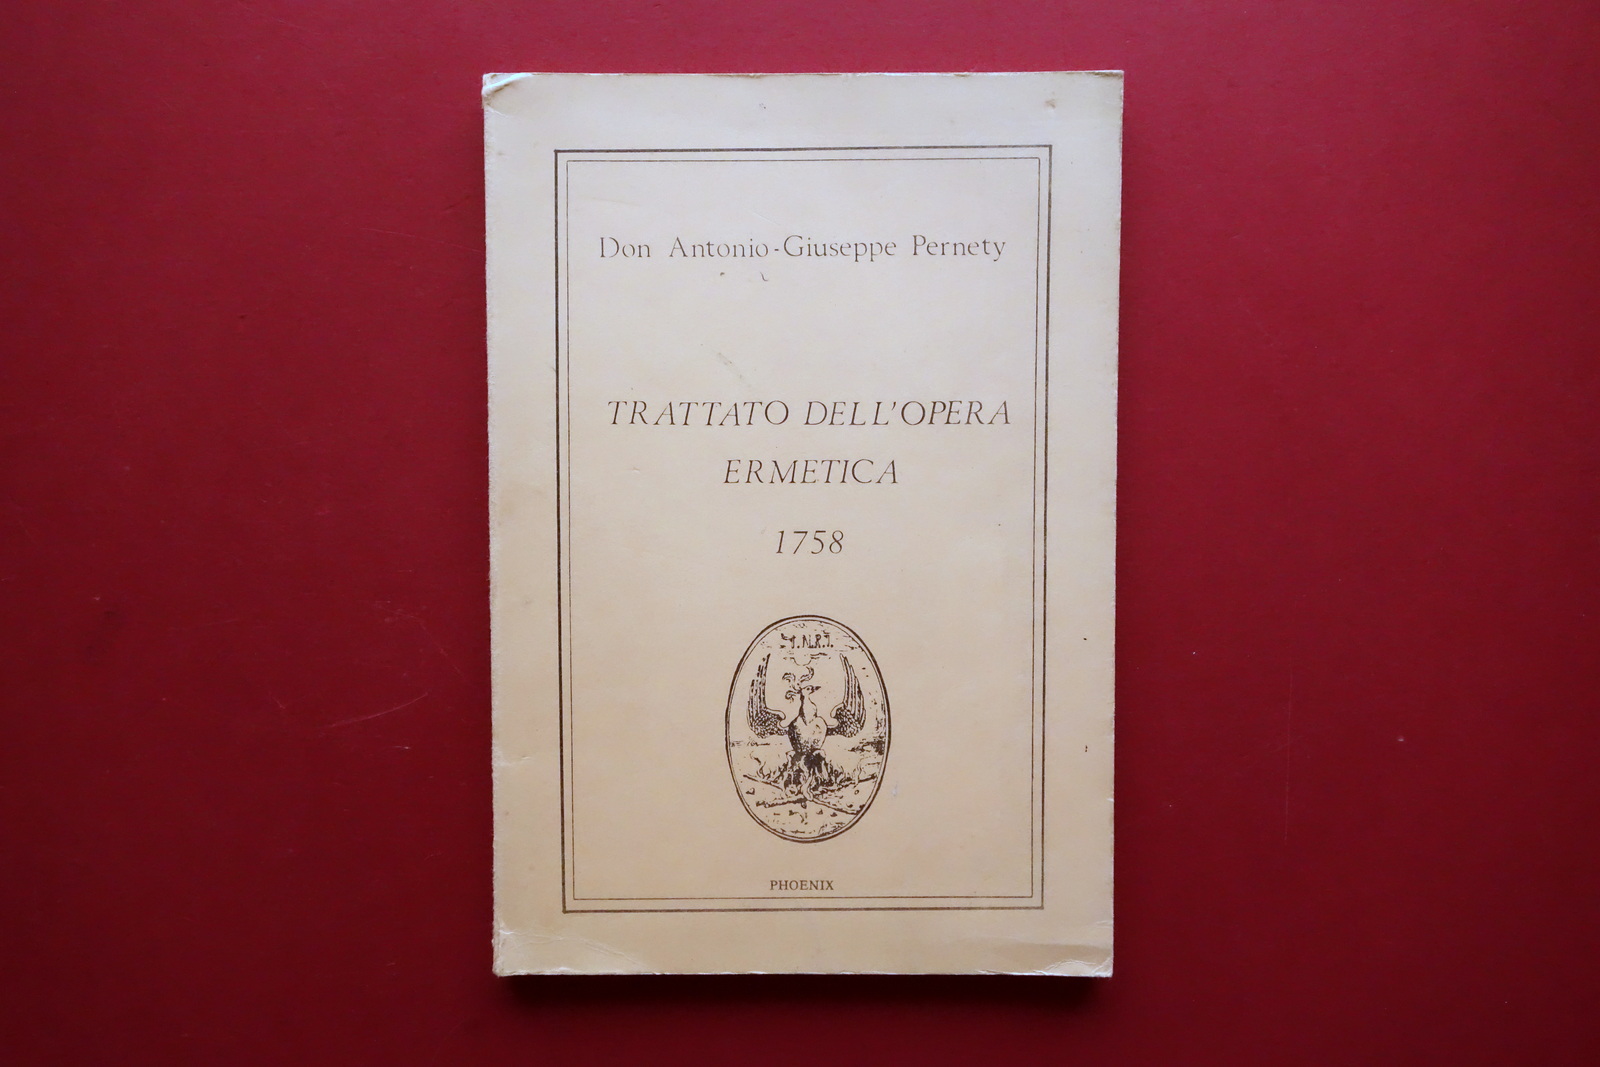 Don Antonio-Giuseppe Pernety
TRATTATO DELL'OPERA
ERMETICA
1758
I.N.R.I.
PHOENIX